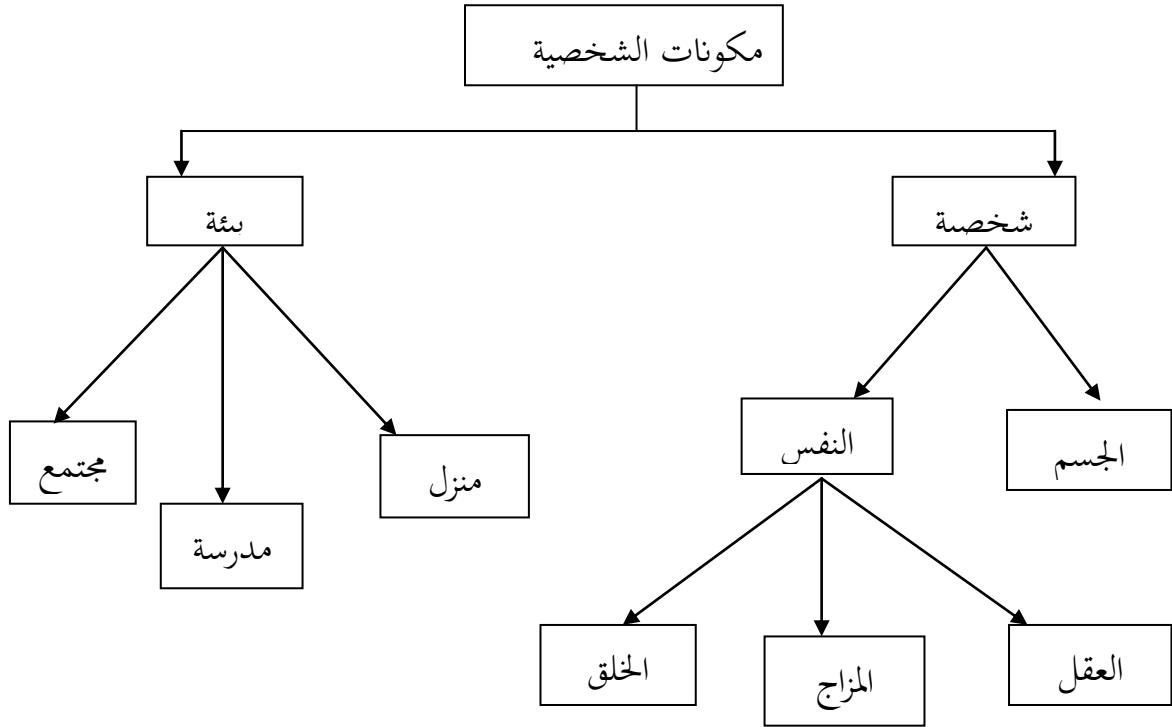 مكونات الشخصية
شخصية
بيئة
النفس
الجسم
منزل
مدرسة
مجتمع
العقل
المزاج
الخلق